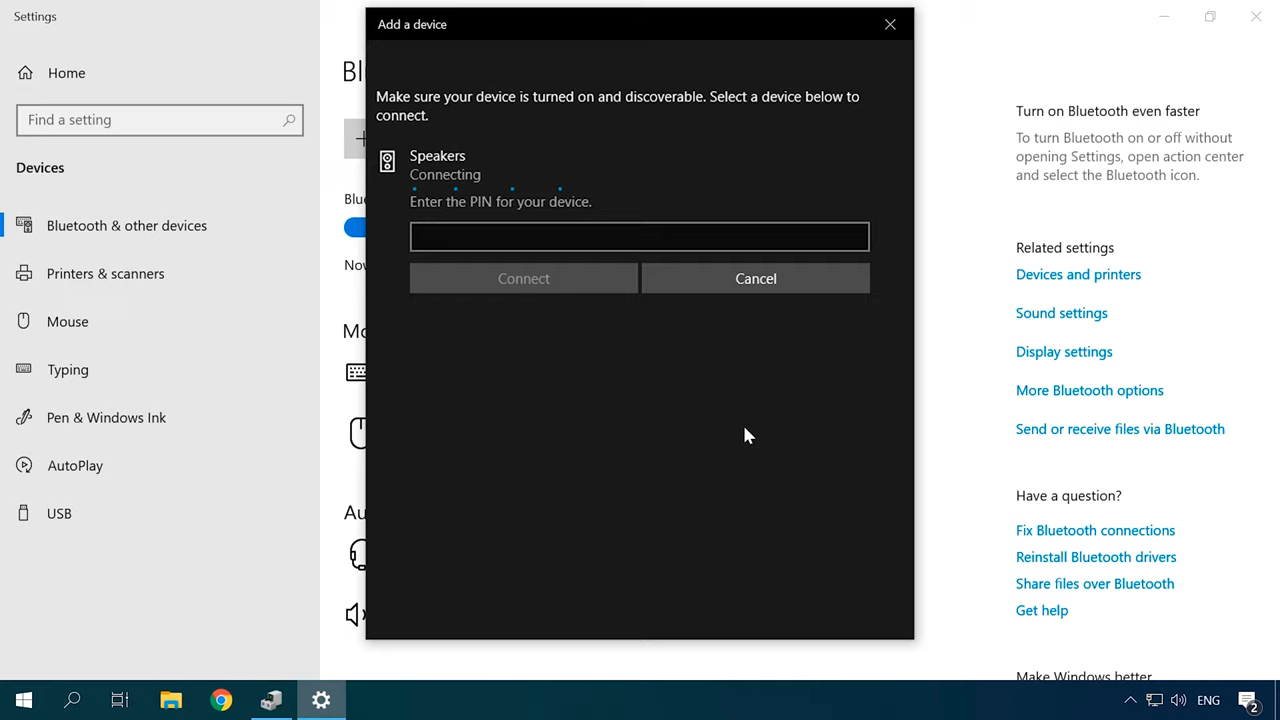 Settings
Home
Find a setting
Devices
Bluetooth & other devices
Printers & scanners
Mouse
Typing
Pen & Windows Ink
AutoPlay
USB
Add a device
Make sure your device is turned on and discoverable. Select a device below to
connect.
Speakers
Connecting
Enter the PIN for your device.
Connect
Cancel
Turn on Bluetooth even faster
To turn Bluetooth on or off without
opening Settings, open action center
and select the Bluetooth icon.
Related settings
Devices and printers
Sound settings
Display settings
More Bluetooth options
Send or receive files via Bluetooth
Have a question?
Fix Bluetooth connections
Reinstall Bluetooth drivers
Share files over Bluetooth
Get help
Make Windows better
ENG
2